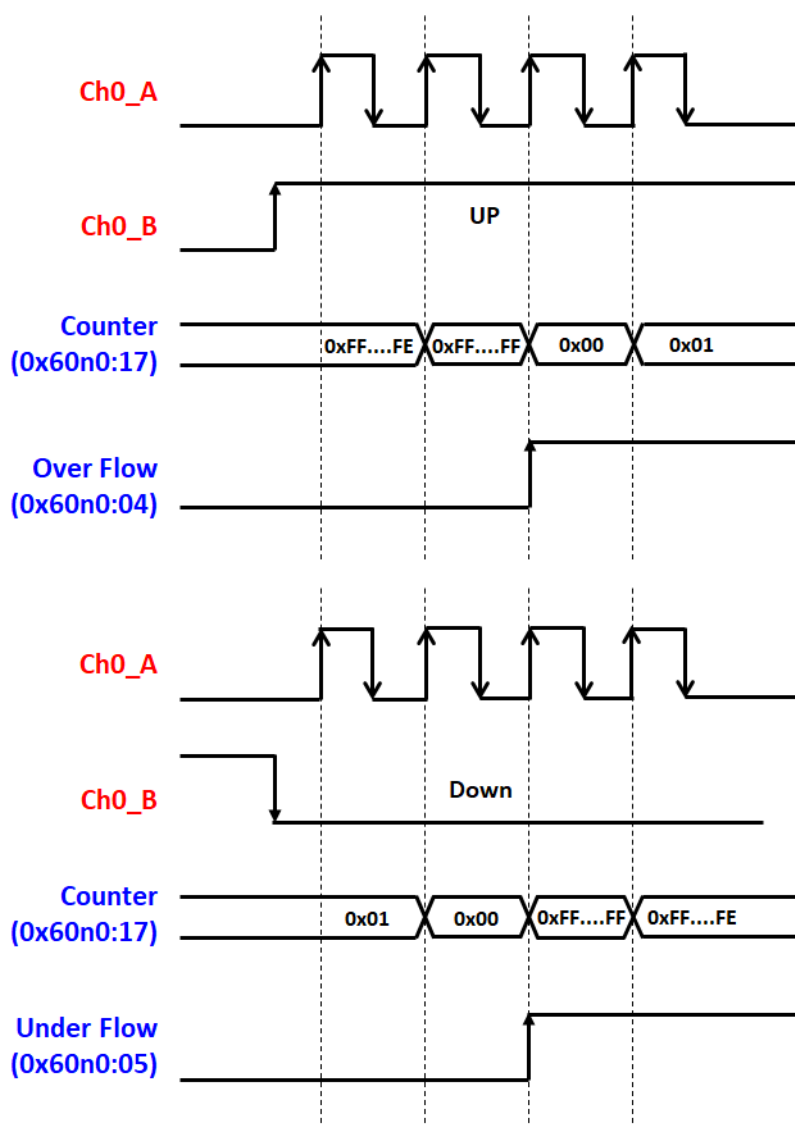 Ch0_A
Ch0_B
UP
Counter
(0x60n0:17)
0xFF....FE
0xFF....FF
0x00
0x01
Over Flow
(0x60n0:04)
Ch0_A
Ch0_B
Down
Counter
(0x60n0:17)
0x01
0x00
0xFF....FF
0xFF....FE
Under Flow
(0x60n0:05)